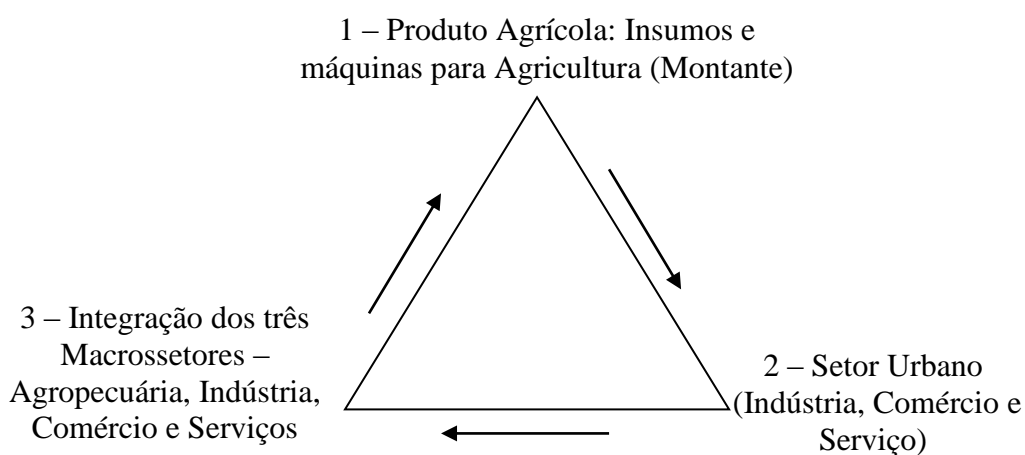 1 – Produto Agrícola: Insumos e
máquinas para Agricultura (Montante)
3 – Integração dos três
Macrossetores –
Agropecuária, Indústria,
Comércio e Serviços
2 – Setor Urbano
(Indústria, Comércio e
Serviço)